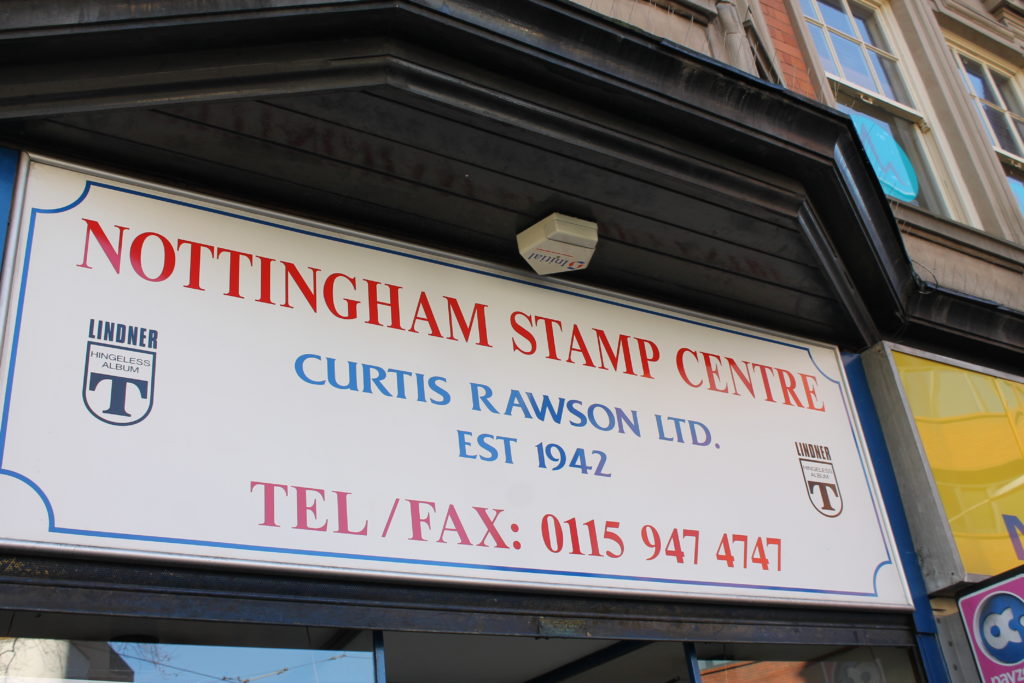 NOTTINGHAM STAMP CENTRE
CURTIS RAWSON LTD.
EST 1942
TEL/FAX: 0115 947 4747
LINDNER
HINGELESS
ALBUM
T
LINDNER
HINGELESS
ALBUM
T
Initial